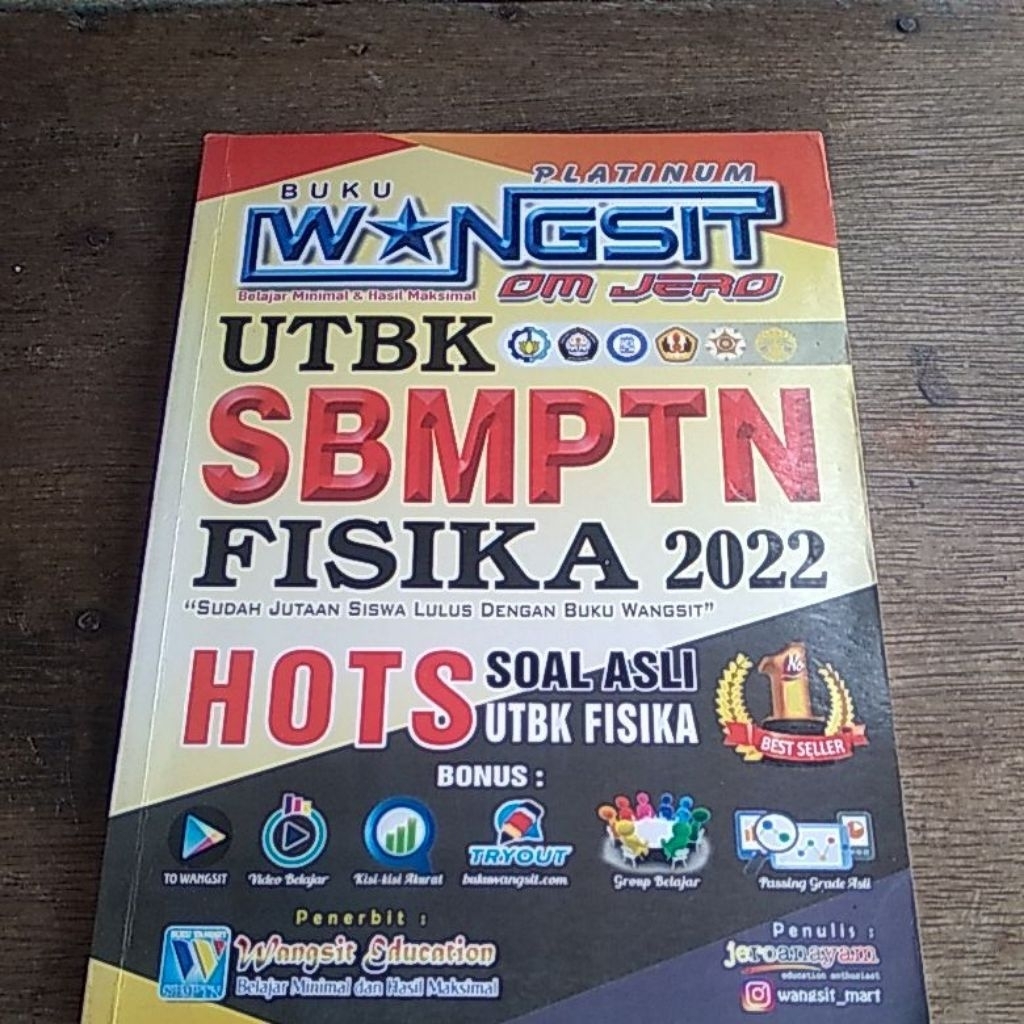 PLATINUM
BUKU
WANGSIT
Belajar Minimal & Hasil Maksimal
OM JERO
UTBK
SBMPTN
FISIKA 2022
"SUDAH JUTAAN SISWA LULUS DENGAN BUKU WANGSIT"
HOTS
SOAL ASLI
UTBK FISIKA
No
1
BEST SELLER
BONUS :
TRYOUT
TO WANGSIT
Video Belajar
Kisi-kisi Akurat
bukuwangsit.com
Group Belajar
Passing Grade Asli
Penerbit :
BUKU WANGSIT
W
Wangsit Education
Belajar Minimal dan Hasil Maksimal
Penulis :
jeroanayam
education enthusiast
wangsit_mart